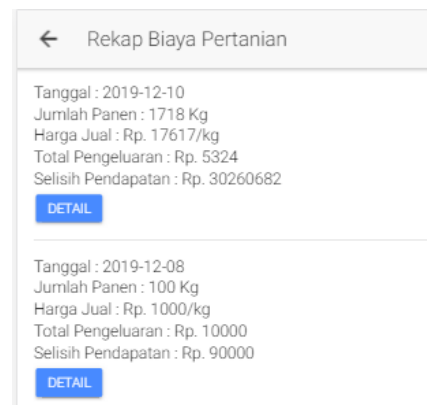 Rekap Biaya Pertanian
Tanggal : 2019-12-10
Jumlah Panen : 1718 Kg
Harga Jual : Rp. 17617/kg
Total Pengeluaran : Rp. 5324
Selisih Pendapatan : Rp. 30260682
DETAIL
Tanggal : 2019-12-08
Jumlah Panen : 100 Kg
Harga Jual : Rp. 1000/kg
Total Pengeluaran : Rp. 10000
Selisih Pendapatan : Rp. 90000
DETAIL